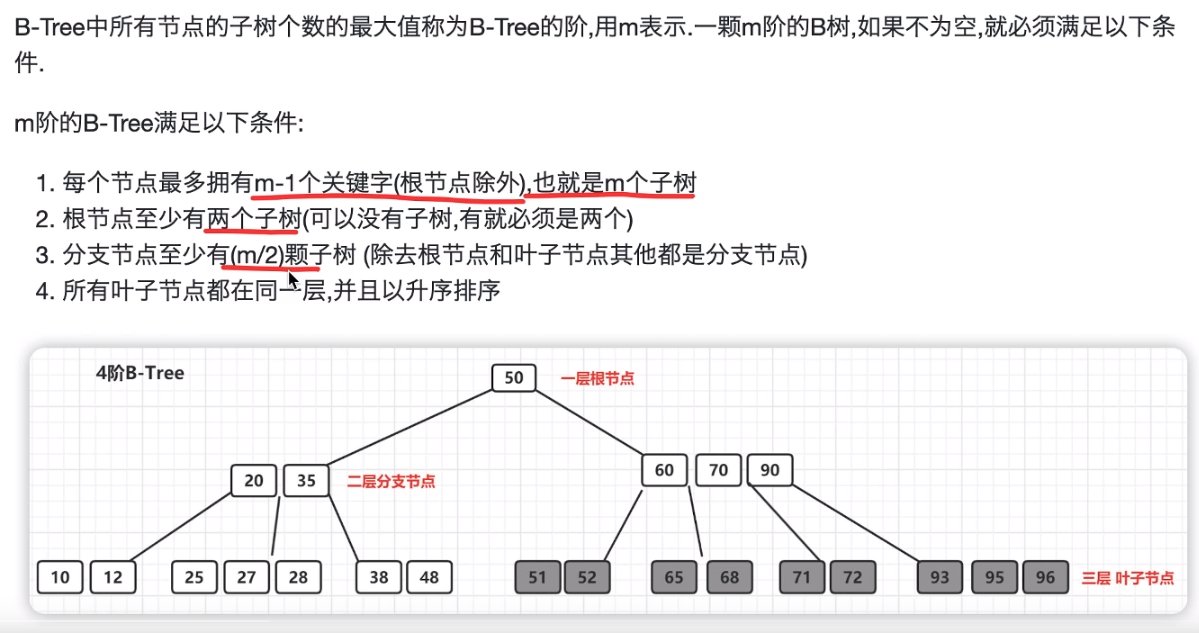 B-Tree中所有节点的子树个数的最大值称为B-Tree的阶,用m表示.一颗m阶的B树,如果不为空,就必须满足以下条
件.
m阶的B-Tree满足以下条件:
1. 每个节点最多拥有m-1个关键字(根节点除外),也就是m个子树
2. 根节点至少有两个子树(可以没有子树,有就必须是两个)
3. 分支节点至少有(m/2)颗子树 (除去根节点和叶子节点其他都是分支节点)
4. 所有叶子节点都在同一层,并且以升序排序
4阶B-Tree
50 一层根节点
20 35 二层分支节点 60 70 90
10 12 25 27 28 38 48 51 52 65 68 71 72 93 95 96 三层 叶子节点